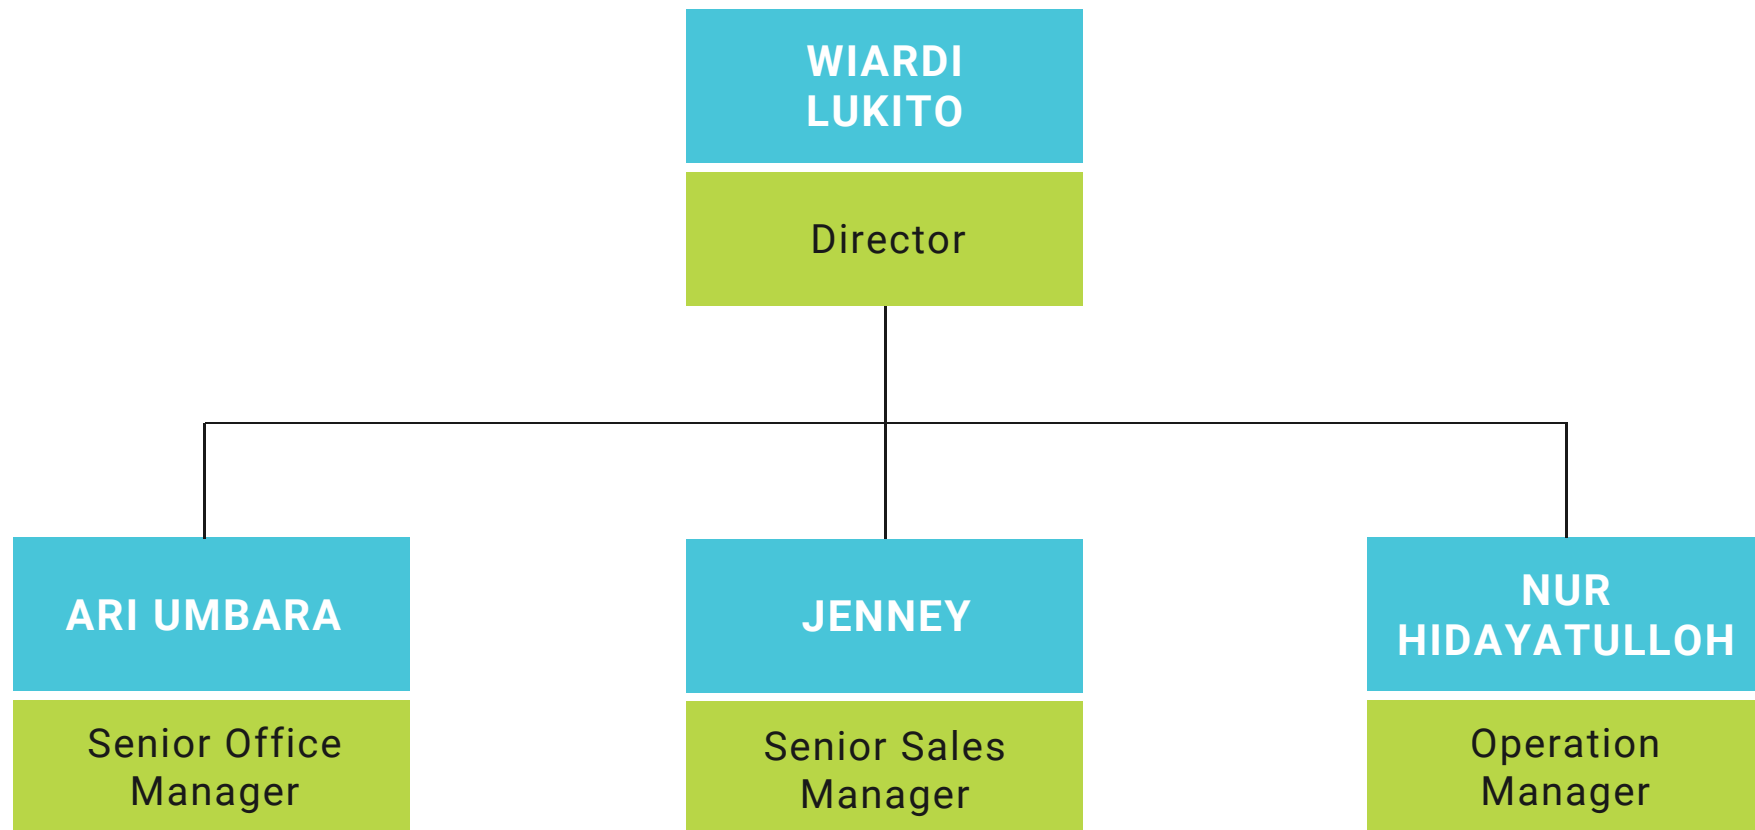 WIARDI
LUKITO
Director
ARI UMBARA
Senior Office
Manager
JENNEY
Senior Sales
Manager
NUR
HIDAYATULLOH
Operation
Manager